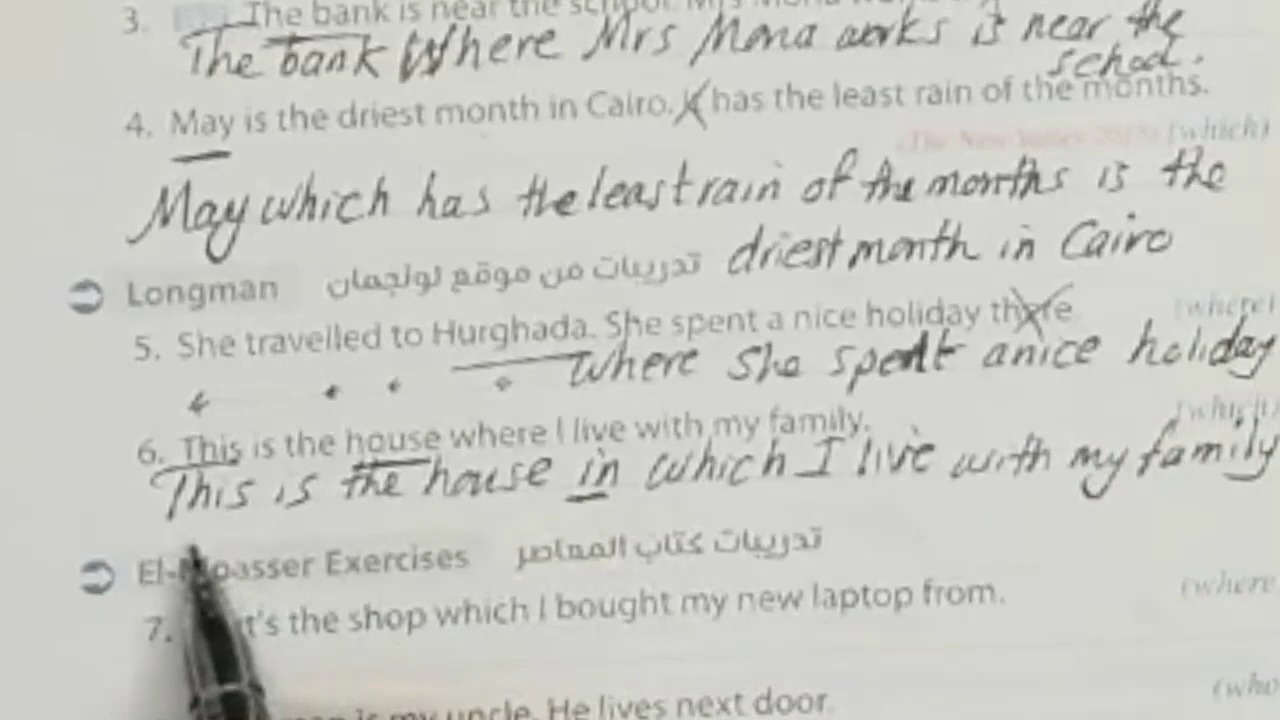 3. The bank is near the school. Mrs Mona
The bank Where Mrs Mona works is near the
school.
4. May is the driest month in Cairo. It has the least rain of the months.
(which)
May which has the least rain of the months is the
driest month in Cairo
Longman تدريبات من موقع لونجمان
5. She travelled to Hurghada. She spent a nice holiday there (where)
where she spent a nice holiday
6. This is the house where I live with my family. (which)
This is the house in which I live with my family
El-Moasser Exercises تدريبات كتاب المعاصر
7. 's the shop which I bought my new laptop from. (where
is my uncle. He lives next door. (who